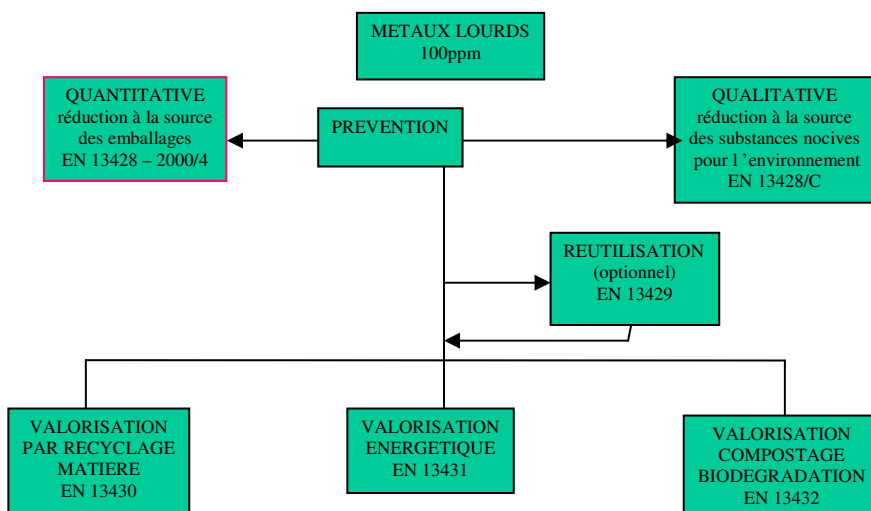 METAUX LOURDS
100ppm
QUANTITATIVE
réduction à la source
des emballages
EN 13428 – 2000/4
PREVENTION
QUALITATIVE
réduction à la source
des substances nocives
pour l ’environnement
EN 13428/C
REUTILISATION
(optionnel)
EN 13429
VALORISATION
PAR RECYCLAGE
MATIERE
EN 13430
VALORISATION
ENERGETIQUE
EN 13431
VALORISATION
COMPOSTAGE
BIODEGRADATION
EN 13432